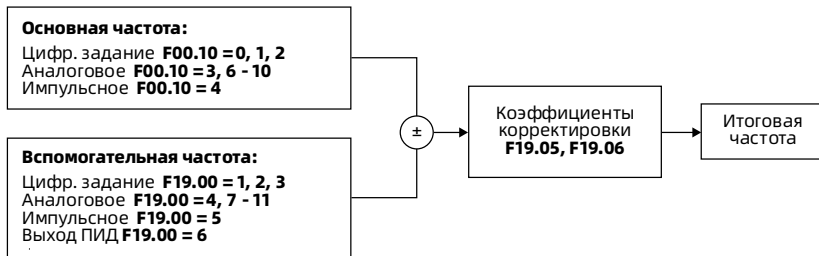 Основная частота:
Цифр. задание F00.10 = 0, 1, 2
Аналоговое F00.10 = 3, 6 - 10
Импульсное F00.10 = 4
Вспомогательная частота:
Цифр. задание F19.00 = 1, 2, 3
Аналоговое F19.00 = 4, 7 - 11
Импульсное F19.00 = 5
Выход ПИД F19.00 = 6
±
Коэффициенты
корректировки
F19.05, F19.06
Итоговая
частота